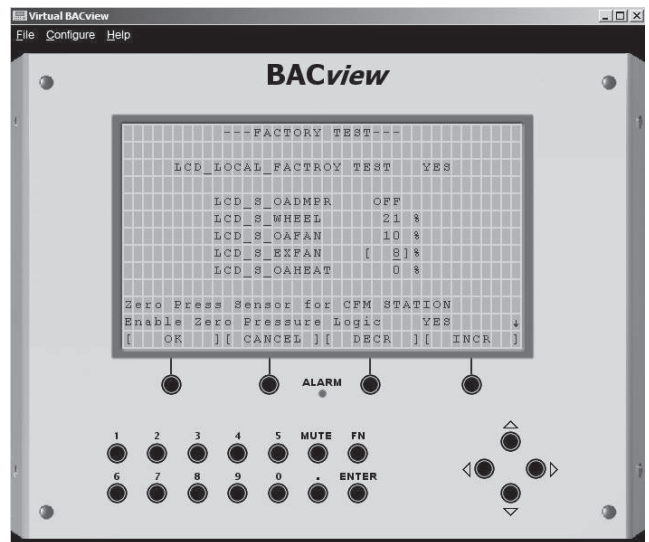 Virtual BACview
File Configure Help
BACview
---FACTORY TEST---
LCD_LOCAL_FACTROY TEST YES
LCD_S_OADMPR OFF
LCD_S_WHEEL 21 %
LCD_S_OAFAN 10 %
LCD_S_EXFAN [ 8]%
LCD_S_OAHEAT 0 %
Zero Press Sensor for CFM STATION
Enable Zero Pressure Logic YES ↓
[ OK ][ CANCEL ][ DECR ][ INCR ]
ALARM
1 2 3 4 5 MUTE FN
6 7 8 9 0 . ENTER